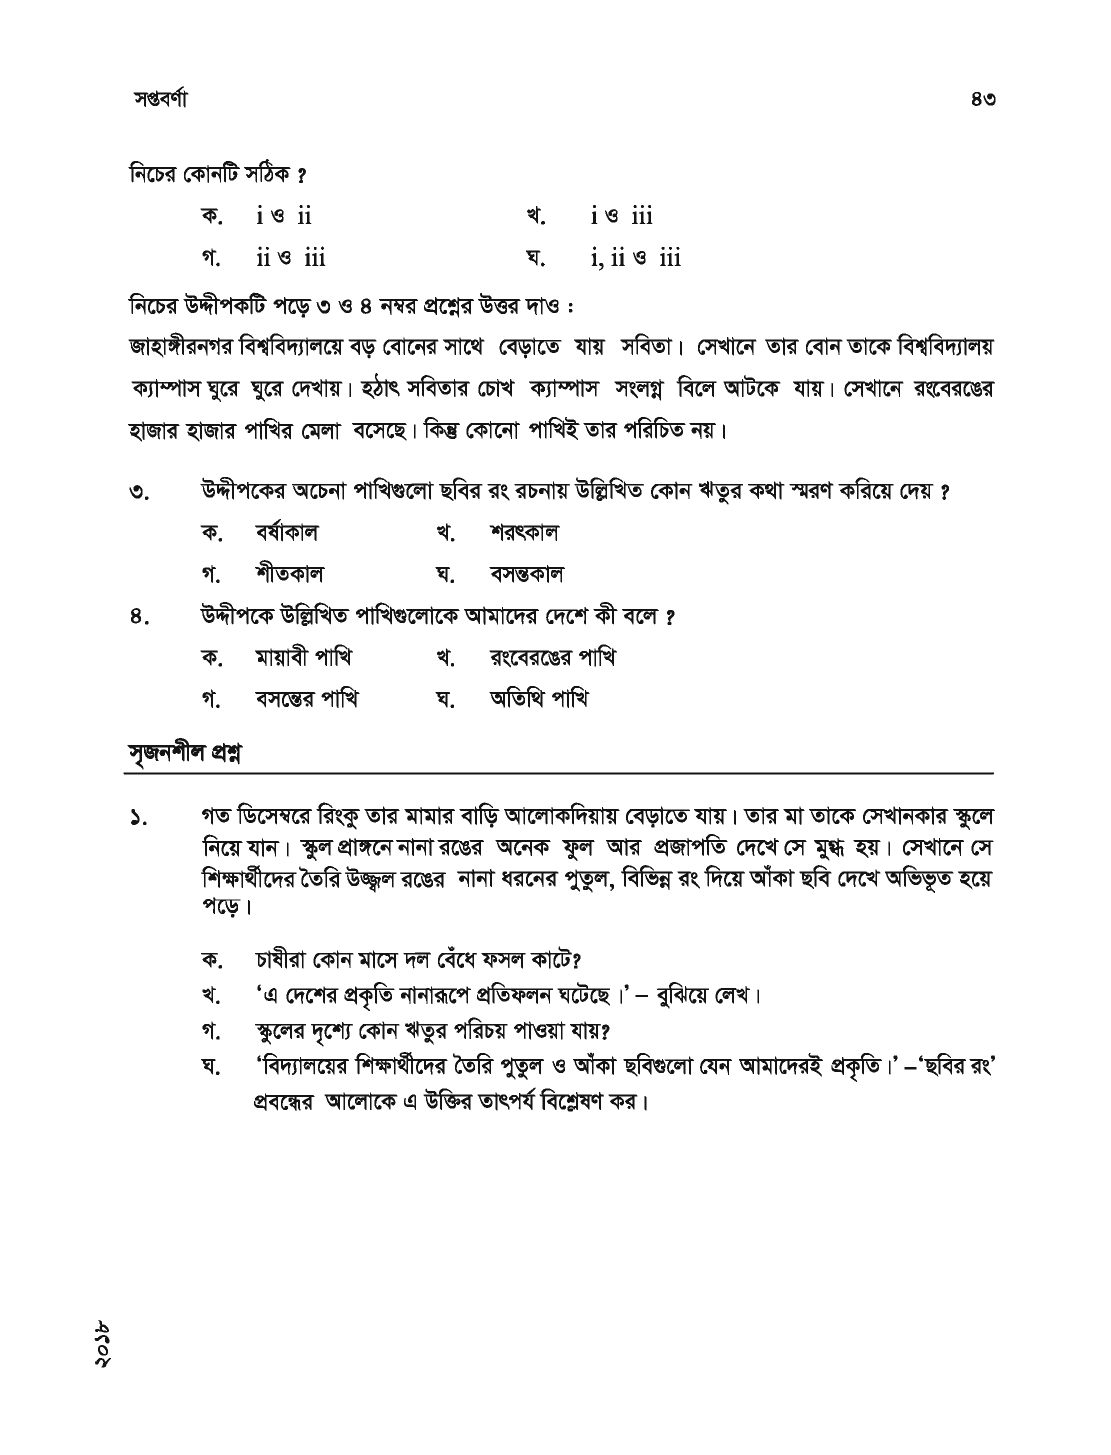 সপ্তবর্ণা ৪৩
নিচের কোনটি সঠিক ?
ক. i ও ii খ. i ও iii
গ. ii ও iii ঘ. i, ii ও iii
নিচের উদ্দীপকটি পড়ে ৩ ও ৪ নম্বর প্রশ্নের উত্তর দাও :
জাহাঙ্গীরনগর বিশ্ববিদ্যালয়ে বড় বোনের সাথে বেড়াতে যায় সবিতা। সেখানে তার বোন তাকে বিশ্ববিদ্যালয়
ক্যাম্পাস ঘুরে ঘুরে দেখায়। হঠাৎ সবিতার চোখ ক্যাম্পাস সংলগ্ন বিলে আটকে যায়। সেখানে রংবেরঙের
হাজার হাজার পাখির মেলা বসেছে। কিন্তু কোনো পাখিই তার পরিচিত নয়।
৩. উদ্দীপকের অচেনা পাখিগুলো ছবির রং রচনায় উল্লিখিত কোন ঋতুর কথা স্মরণ করিয়ে দেয় ?
ক. বর্ষাকাল খ. শরৎকাল
গ. শীতকাল ঘ. বসন্তকাল
৪. উদ্দীপকে উল্লিখিত পাখিগুলোকে আমাদের দেশে কী বলে ?
ক. মায়াবী পাখি খ. রংবেরঙের পাখি
গ. বসন্তের পাখি ঘ. অতিথি পাখি
সৃজনশীল প্রশ্ন
১. গত ডিসেম্বরে রিংকু তার মামার বাড়ি আলোকদিয়ায় বেড়াতে যায়। তার মা তাকে সেখানকার স্কুলে
নিয়ে যান। স্কুল প্রাঙ্গনে নানা রঙের অনেক ফুল আর প্রজাপতি দেখে সে মুগ্ধ হয়। সেখানে সে
শিক্ষার্থীদের তৈরি উজ্জ্বল রঙের নানা ধরনের পুতুল, বিভিন্ন রং দিয়ে আঁকা ছবি দেখে অভিভূত হয়ে
পড়ে।
ক. চাষীরা কোন মাসে দল বেঁধে ফসল কাটে?
খ. ‘এ দেশের প্রকৃতি নানারূপে প্রতিফলন ঘটেছে।’ – বুঝিয়ে লেখ।
গ. স্কুলের দৃশ্যে কোন ঋতুর পরিচয় পাওয়া যায়?
ঘ. ‘বিদ্যালয়ের শিক্ষার্থীদের তৈরি পুতুল ও আঁকা ছবিগুলো যেন আমাদেরই প্রকৃতি।’ –‘ছবির রং’
প্রবন্ধের আলোকে এ উক্তির তাৎপর্য বিশ্লেষণ কর।
২০১৮